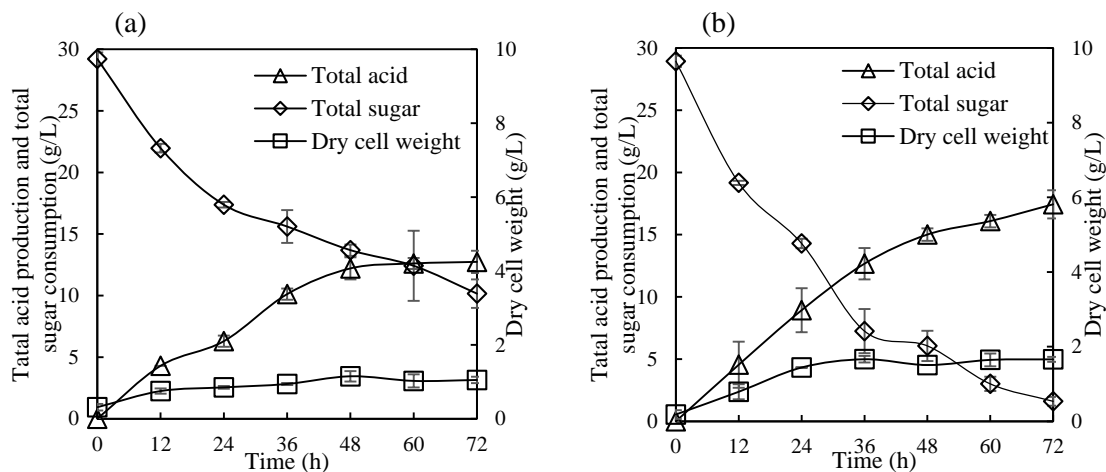 (a)
Tatal acid production and total
sugar consumption (g/L)
30
25
20
15
10
5
0
Total acid
Total sugar
Dry cell weight
10
8
6
4
2
0
Dry cell weight (g/L)
0 12 24 36 48 60 72
Time (h)
(b)
Tatal acid production and total
sugar consumption (g/L)
30
25
20
15
10
5
0
Total acid
Total sugar
Dry cell weight
10
8
6
4
2
0
Dry cell weight (g/L)
0 12 24 36 48 60 72
Time (h)